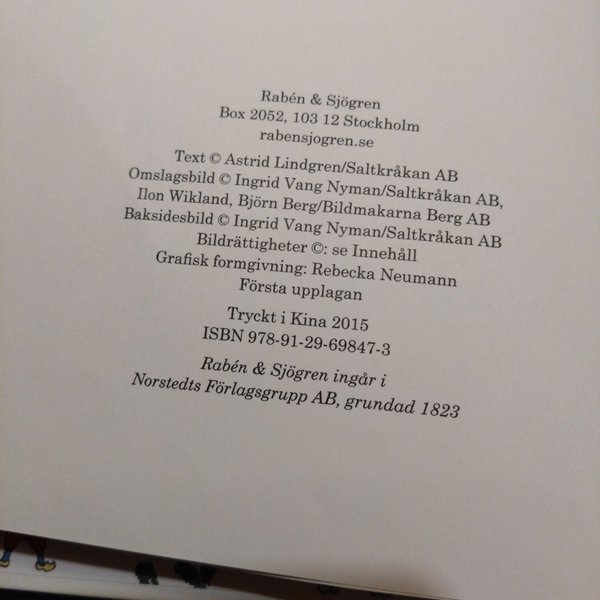 Rabén & Sjögren
Box 2052, 103 12 Stockholm
rabensjogren.se
Text © Astrid Lindgren/Saltkråkan AB
Omslagsbild © Ingrid Vang Nyman/Saltkråkan AB,
Ilon Wikland, Björn Berg/Bildmakarna Berg AB
Baksidesbild © Ingrid Vang Nyman/Saltkråkan AB
Bildrättigheter ©: se Innehåll
Grafisk formgivning: Rebecka Neumann
Första upplagan
Tryckt i Kina 2015
ISBN 978-91-29-69847-3
Rabén & Sjögren ingår i
Norstedts Förlagsgrupp AB, grundad 1823